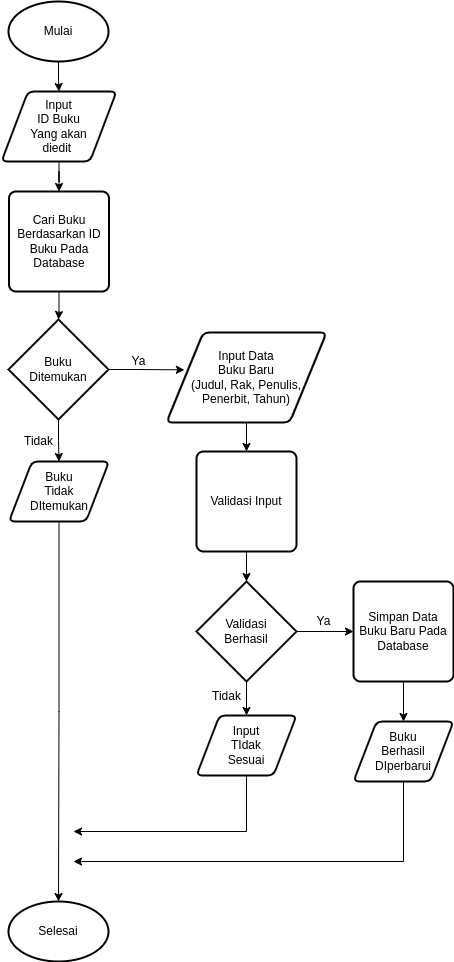 Mulai
Input
ID Buku
Yang akan
diedit
Cari Buku
Berdasarkan ID
Buku Pada
Database
Buku
Ditemukan
Ya
Input Data
Buku Baru
(Judul, Rak, Penulis,
Penerbit, Tahun)
Tidak
Buku
Tidak
DItemukan
Validasi Input
Validasi
Berhasil
Ya
Simpan Data
Buku Baru Pada
Database
Tidak
Input
TIdak
Sesuai
Buku
Berhasil
DIperbarui
Selesai